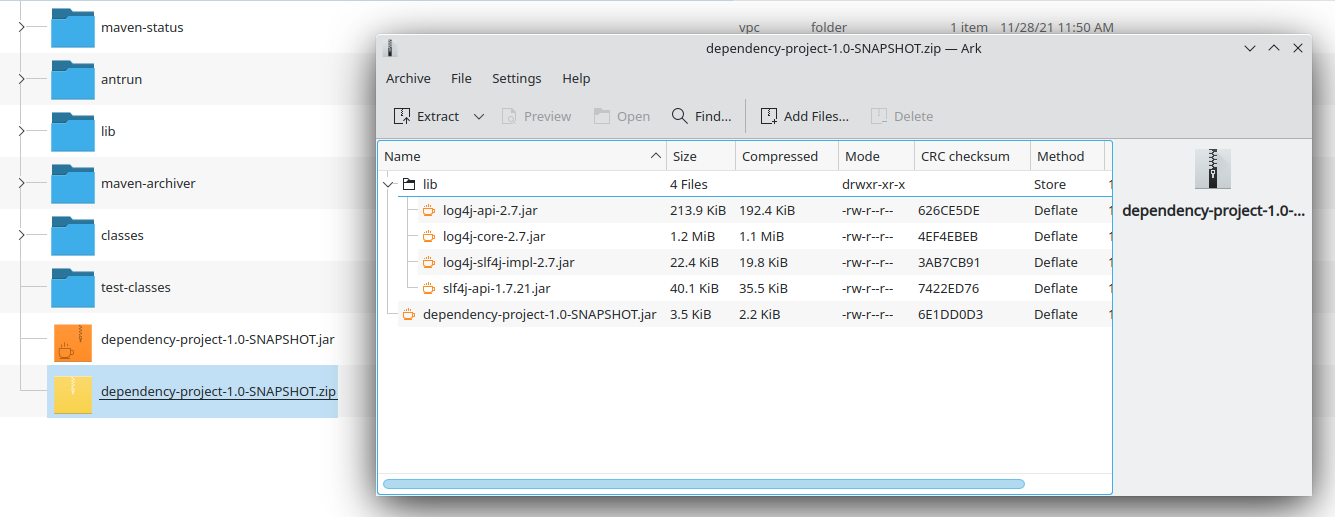 maven-status vpc folder 1 item 11/28/21 11:50 AM
antrun
lib
maven-archiver
classes
test-classes
dependency-project-1.0-SNAPSHOT.jar
dependency-project-1.0-SNAPSHOT.zip
dependency-project-1.0-SNAPSHOT.zip — Ark
Archive File Settings Help
Extract Preview Open Find... Add Files... Delete
Name Size Compressed Mode CRC checksum Method
lib 4 Files drwxr-xr-x Store
log4j-api-2.7.jar 213.9 KiB 192.4 KiB -rw-r--r-- 626CE5DE Deflate
log4j-core-2.7.jar 1.2 MiB 1.1 MiB -rw-r--r-- 4EF4EBEB Deflate
log4j-slf4j-impl-2.7.jar 22.4 KiB 19.8 KiB -rw-r--r-- 3AB7CB91 Deflate
slf4j-api-1.7.21.jar 40.1 KiB 35.5 KiB -rw-r--r-- 7422ED76 Deflate
dependency-project-1.0-SNAPSHOT.jar 3.5 KiB 2.2 KiB -rw-r--r-- 6E1DD0D3 Deflate
dependency-project-1.0-...